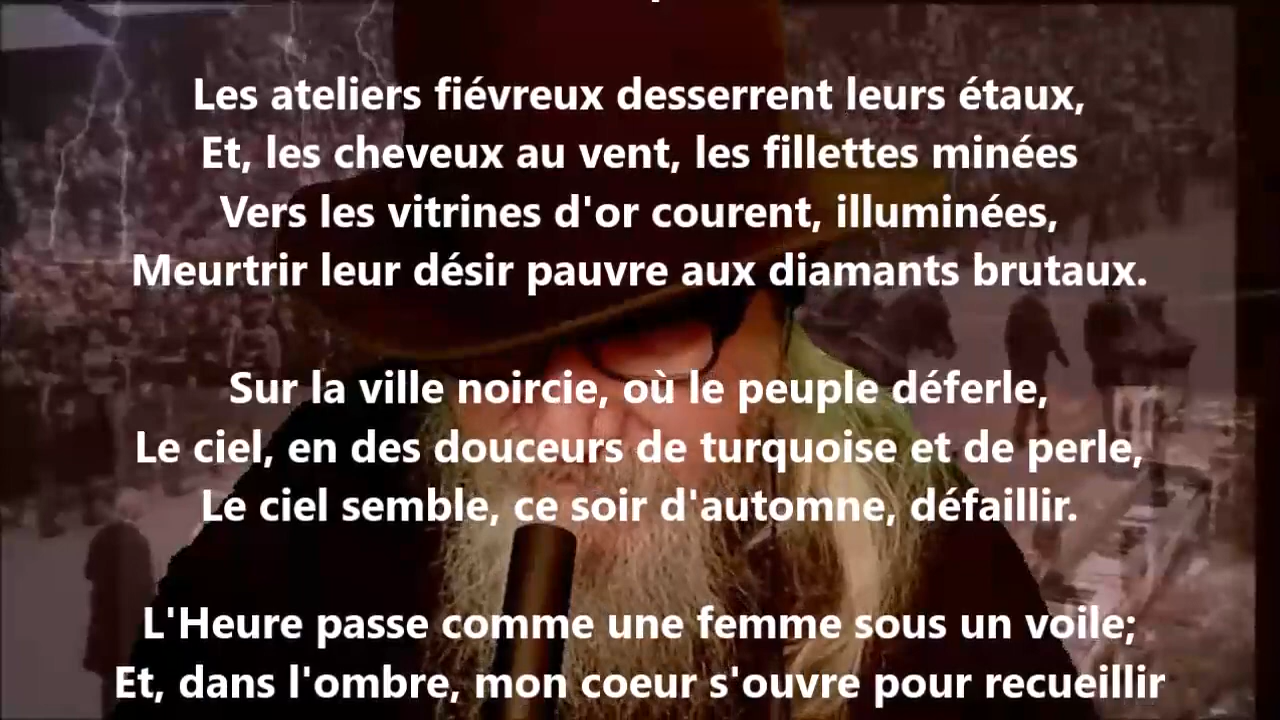 Les ateliers fiévreux desserrent leurs étaux,
Et, les cheveux au vent, les fillettes minées
Vers les vitrines d'or courent, illuminées,
Meurtrir leur désir pauvre aux diamants brutaux.
Sur la ville noircie, où le peuple déferle,
Le ciel, en des douceurs de turquoise et de perle,
Le ciel semble, ce soir d'automne, défaillir.
L'Heure passe comme une femme sous un voile;
Et, dans l'ombre, mon coeur s'ouvre pour recueillir